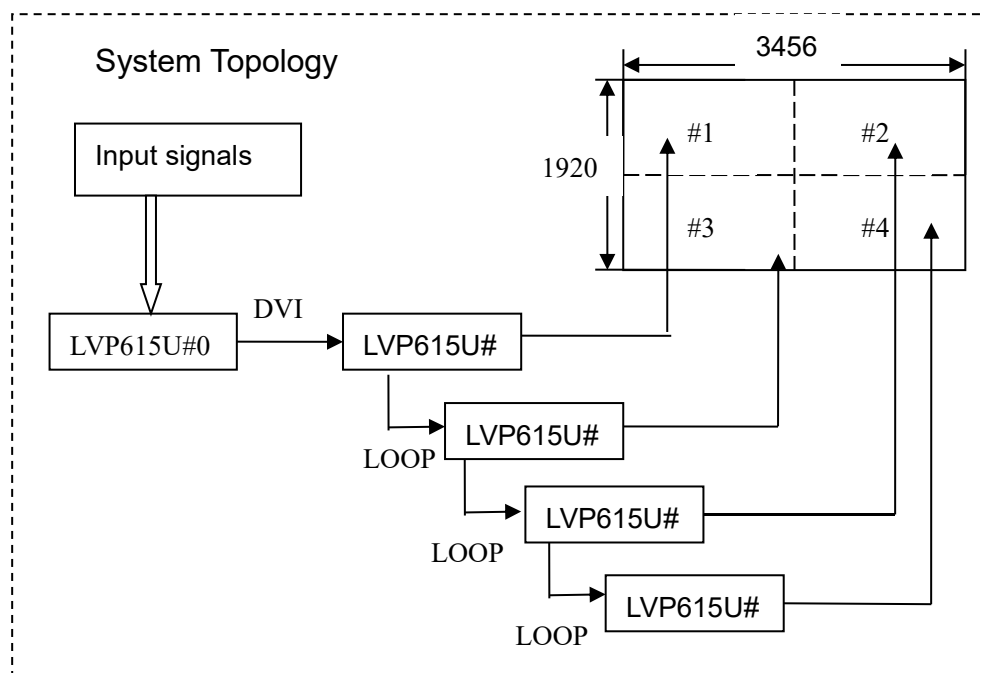 System Topology
3456
Input signals
#1
#2
1920
#3
#4
DVI
LVP615U#0
LVP615U#
LVP615U#
LOOP
LVP615U#
LOOP
LVP615U#
LOOP